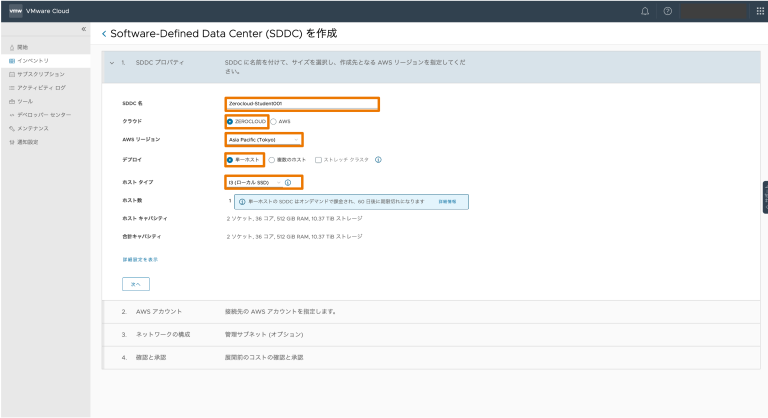 vmw VMware Cloud
Software-Defined Data Center (SDDC) を作成
開始
インベントリ
サブスクリプション
アクティビティ ログ
ツール
デベロッパー センター
メンテナンス
通知設定
1. SDDC プロパティ SDDC に名前を付けて、サイズを選択し、作成先となる AWS リージョンを指定してくだ
さい。
SDDC 名 Zerocloud-Student001
クラウド ZEROCLOUD AWS
AWS リージョン Asia Pacific (Tokyo)
デプロイ 単一ホスト 複数のホスト ストレッチ クラスタ
ホスト タイプ I3 (ローカル SSD)
ホスト数 1 単一ホストの SDDC はオンデマンドで課金され、60 日後に期限切れになります 詳細情報
ホスト キャパシティ 2 ソケット, 36 コア, 512 GiB RAM, 10.37 TiB ストレージ
合計キャパシティ 2 ソケット, 36 コア, 512 GiB RAM, 10.37 TiB ストレージ
詳細設定を表示
次へ
2. AWS アカウント 接続先の AWS アカウントを指定します。
3. ネットワークの構成 管理サブネット (オプション)
4. 確認と承認 展開前のコストの確認と承認